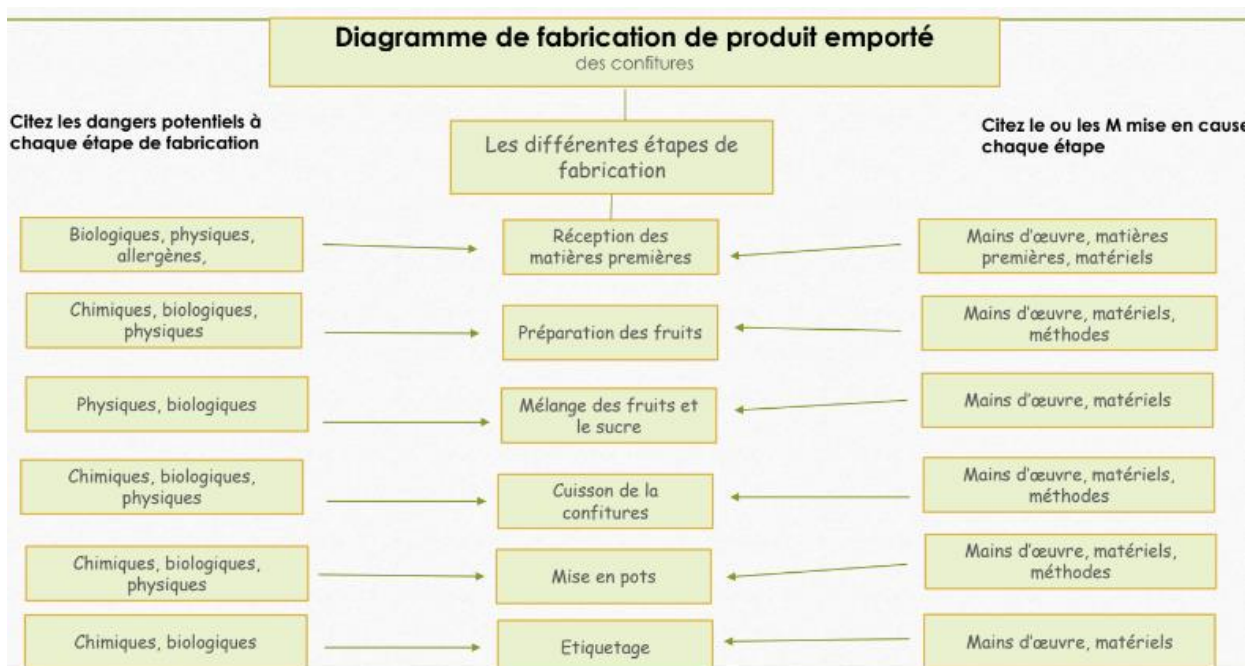 Diagramme de fabrication de produit emporté
des confitures
Citez les dangers potentiels à
chaque étape de fabrication
Les différentes étapes de
fabrication
Citez le ou les M mise en cause
chaque étape
Biologiques, physiques,
allergènes,
Réception des
matières premières
Mains d'œuvre, matières
premières, matériels
Chimiques, biologiques,
physiques
Préparation des fruits
Mains d'œuvre, matériels,
méthodes
Physiques, biologiques
Mélange des fruits et
le sucre
Mains d'œuvre, matériels
Chimiques, biologiques,
physiques
Cuisson de la
confitures
Mains d'œuvre, matériels,
méthodes
Chimiques, biologiques,
physiques
Mise en pots
Mains d'œuvre, matériels,
méthodes
Chimiques, biologiques
Etiquetage
Mains d'œuvre, matériels